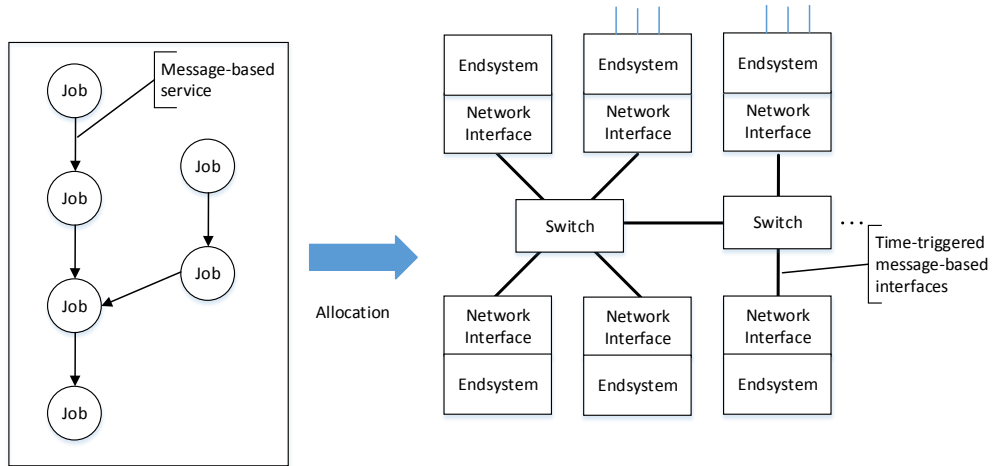 Job
Message-based
service
Job
Job
Job
Job
Job
Allocation
Endsystem
Network
Interface
Endsystem
Network
Interface
Endsystem
Network
Interface
Switch
Switch
...
Time-triggered
message-based
interfaces
Network
Interface
Endsystem
Network
Interface
Endsystem
Network
Interface
Endsystem